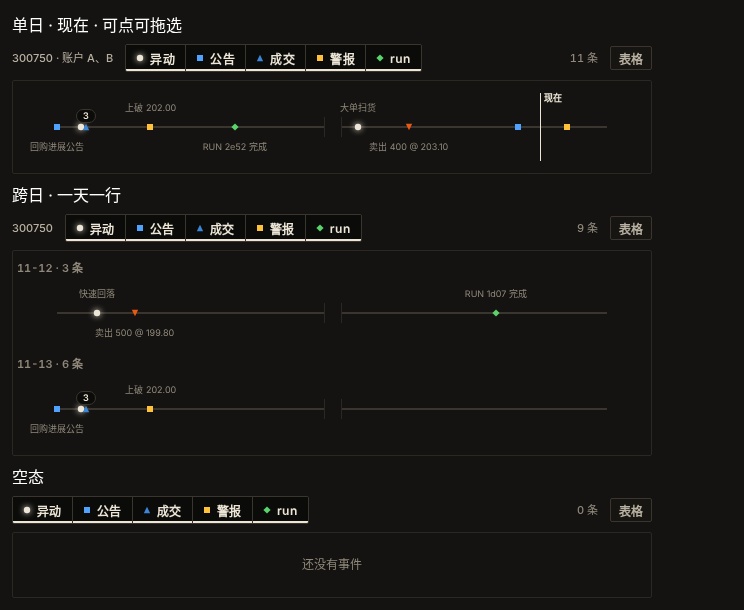 单日 · 现在 · 可点可拖选
300750 · 账户 A、B 异动 公告 成交 警报 run 11 条 表格
现在
上破 202.00 大单扫货
3
回购进展公告 RUN 2e52 完成 卖出 400 @ 203.10
跨日 · 一天一行
300750 异动 公告 成交 警报 run 9 条 表格
11-12 · 3 条
快速回落 RUN 1d07 完成
卖出 500 @ 199.80
11-13 · 6 条
上破 202.00
3
回购进展公告
空态
异动 公告 成交 警报 run 0 条 表格
还没有事件